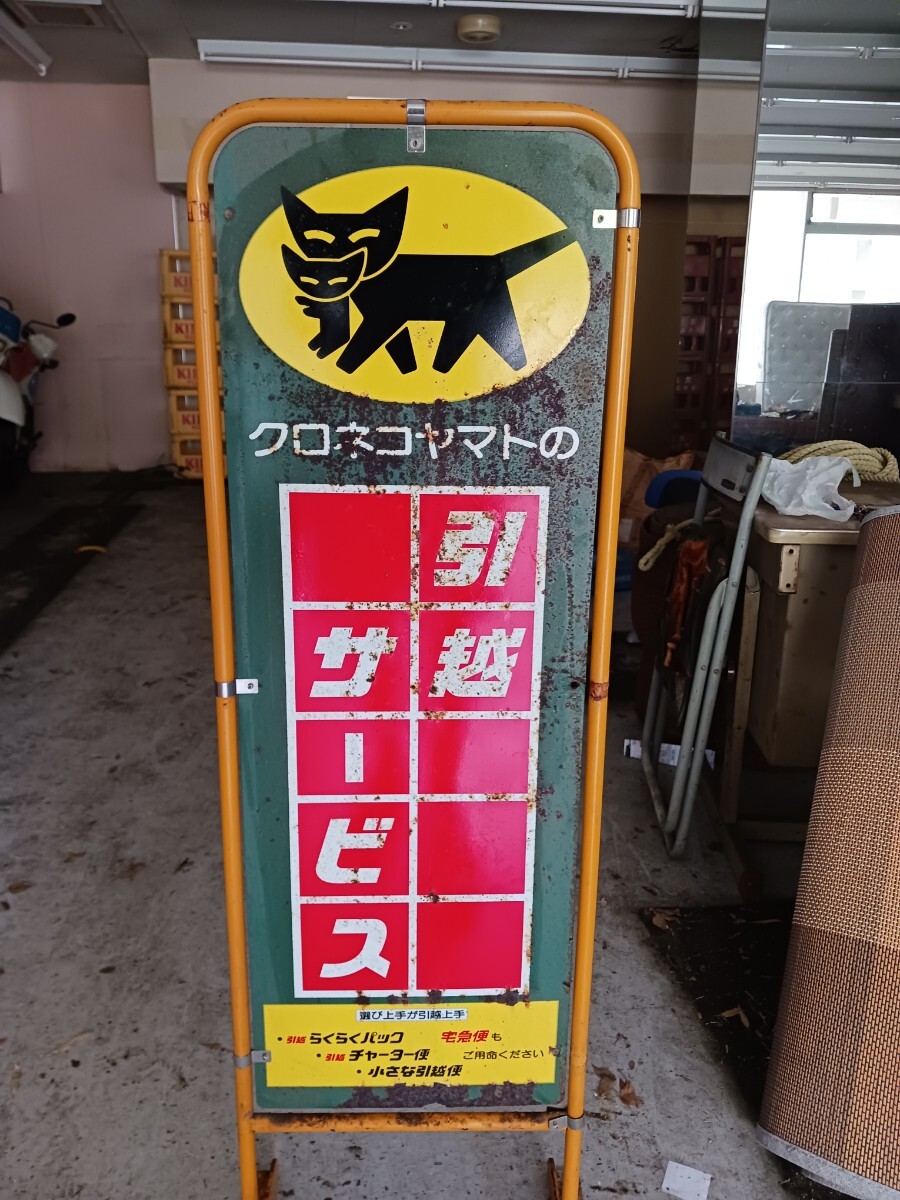 クロネコヤマトの
引越
サービス
選び上手が引越上手
・引越らくらくパック
・引越チャーター便
・小さな引越便
宅急便も
ご用命ください